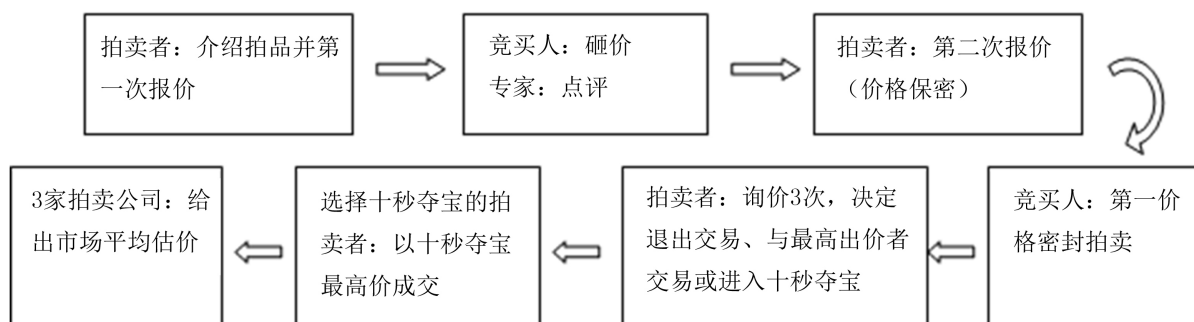 拍卖者：介绍拍品并第
一次报价
竞买人：砸价
专家：点评
拍卖者：第二次报价
（价格保密）
竞买人：第一价
格密封拍卖
拍卖者：询价3次，决定
退出交易、与最高出价者
交易或进入十秒夺宝
选择十秒夺宝的拍
卖者：以十秒夺宝
最高价成交
3家拍卖公司：给
出市场平均估价